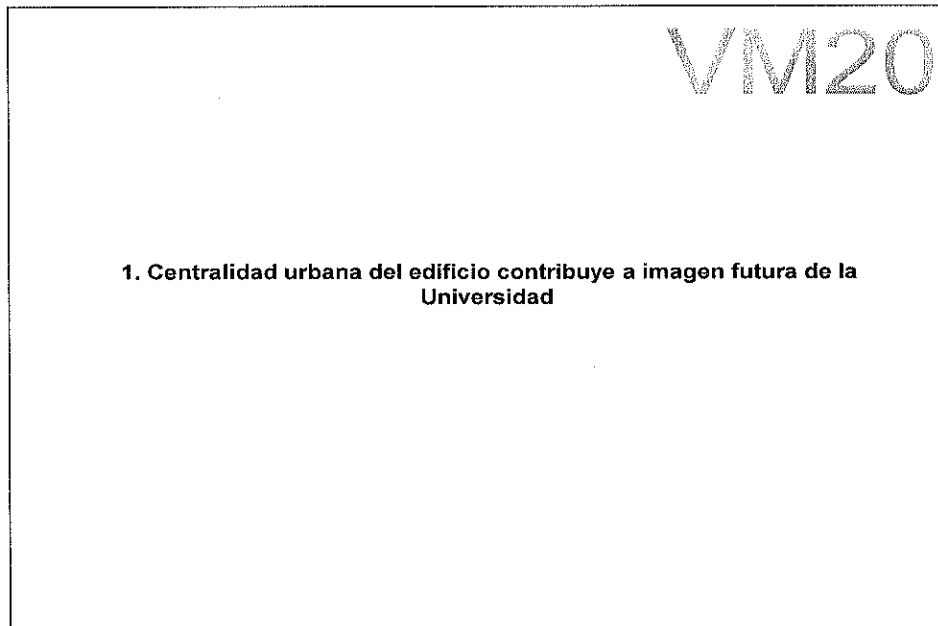 VM20
1. Centralidad urbana del edificio contribuye a imagen futura de la
Universidad